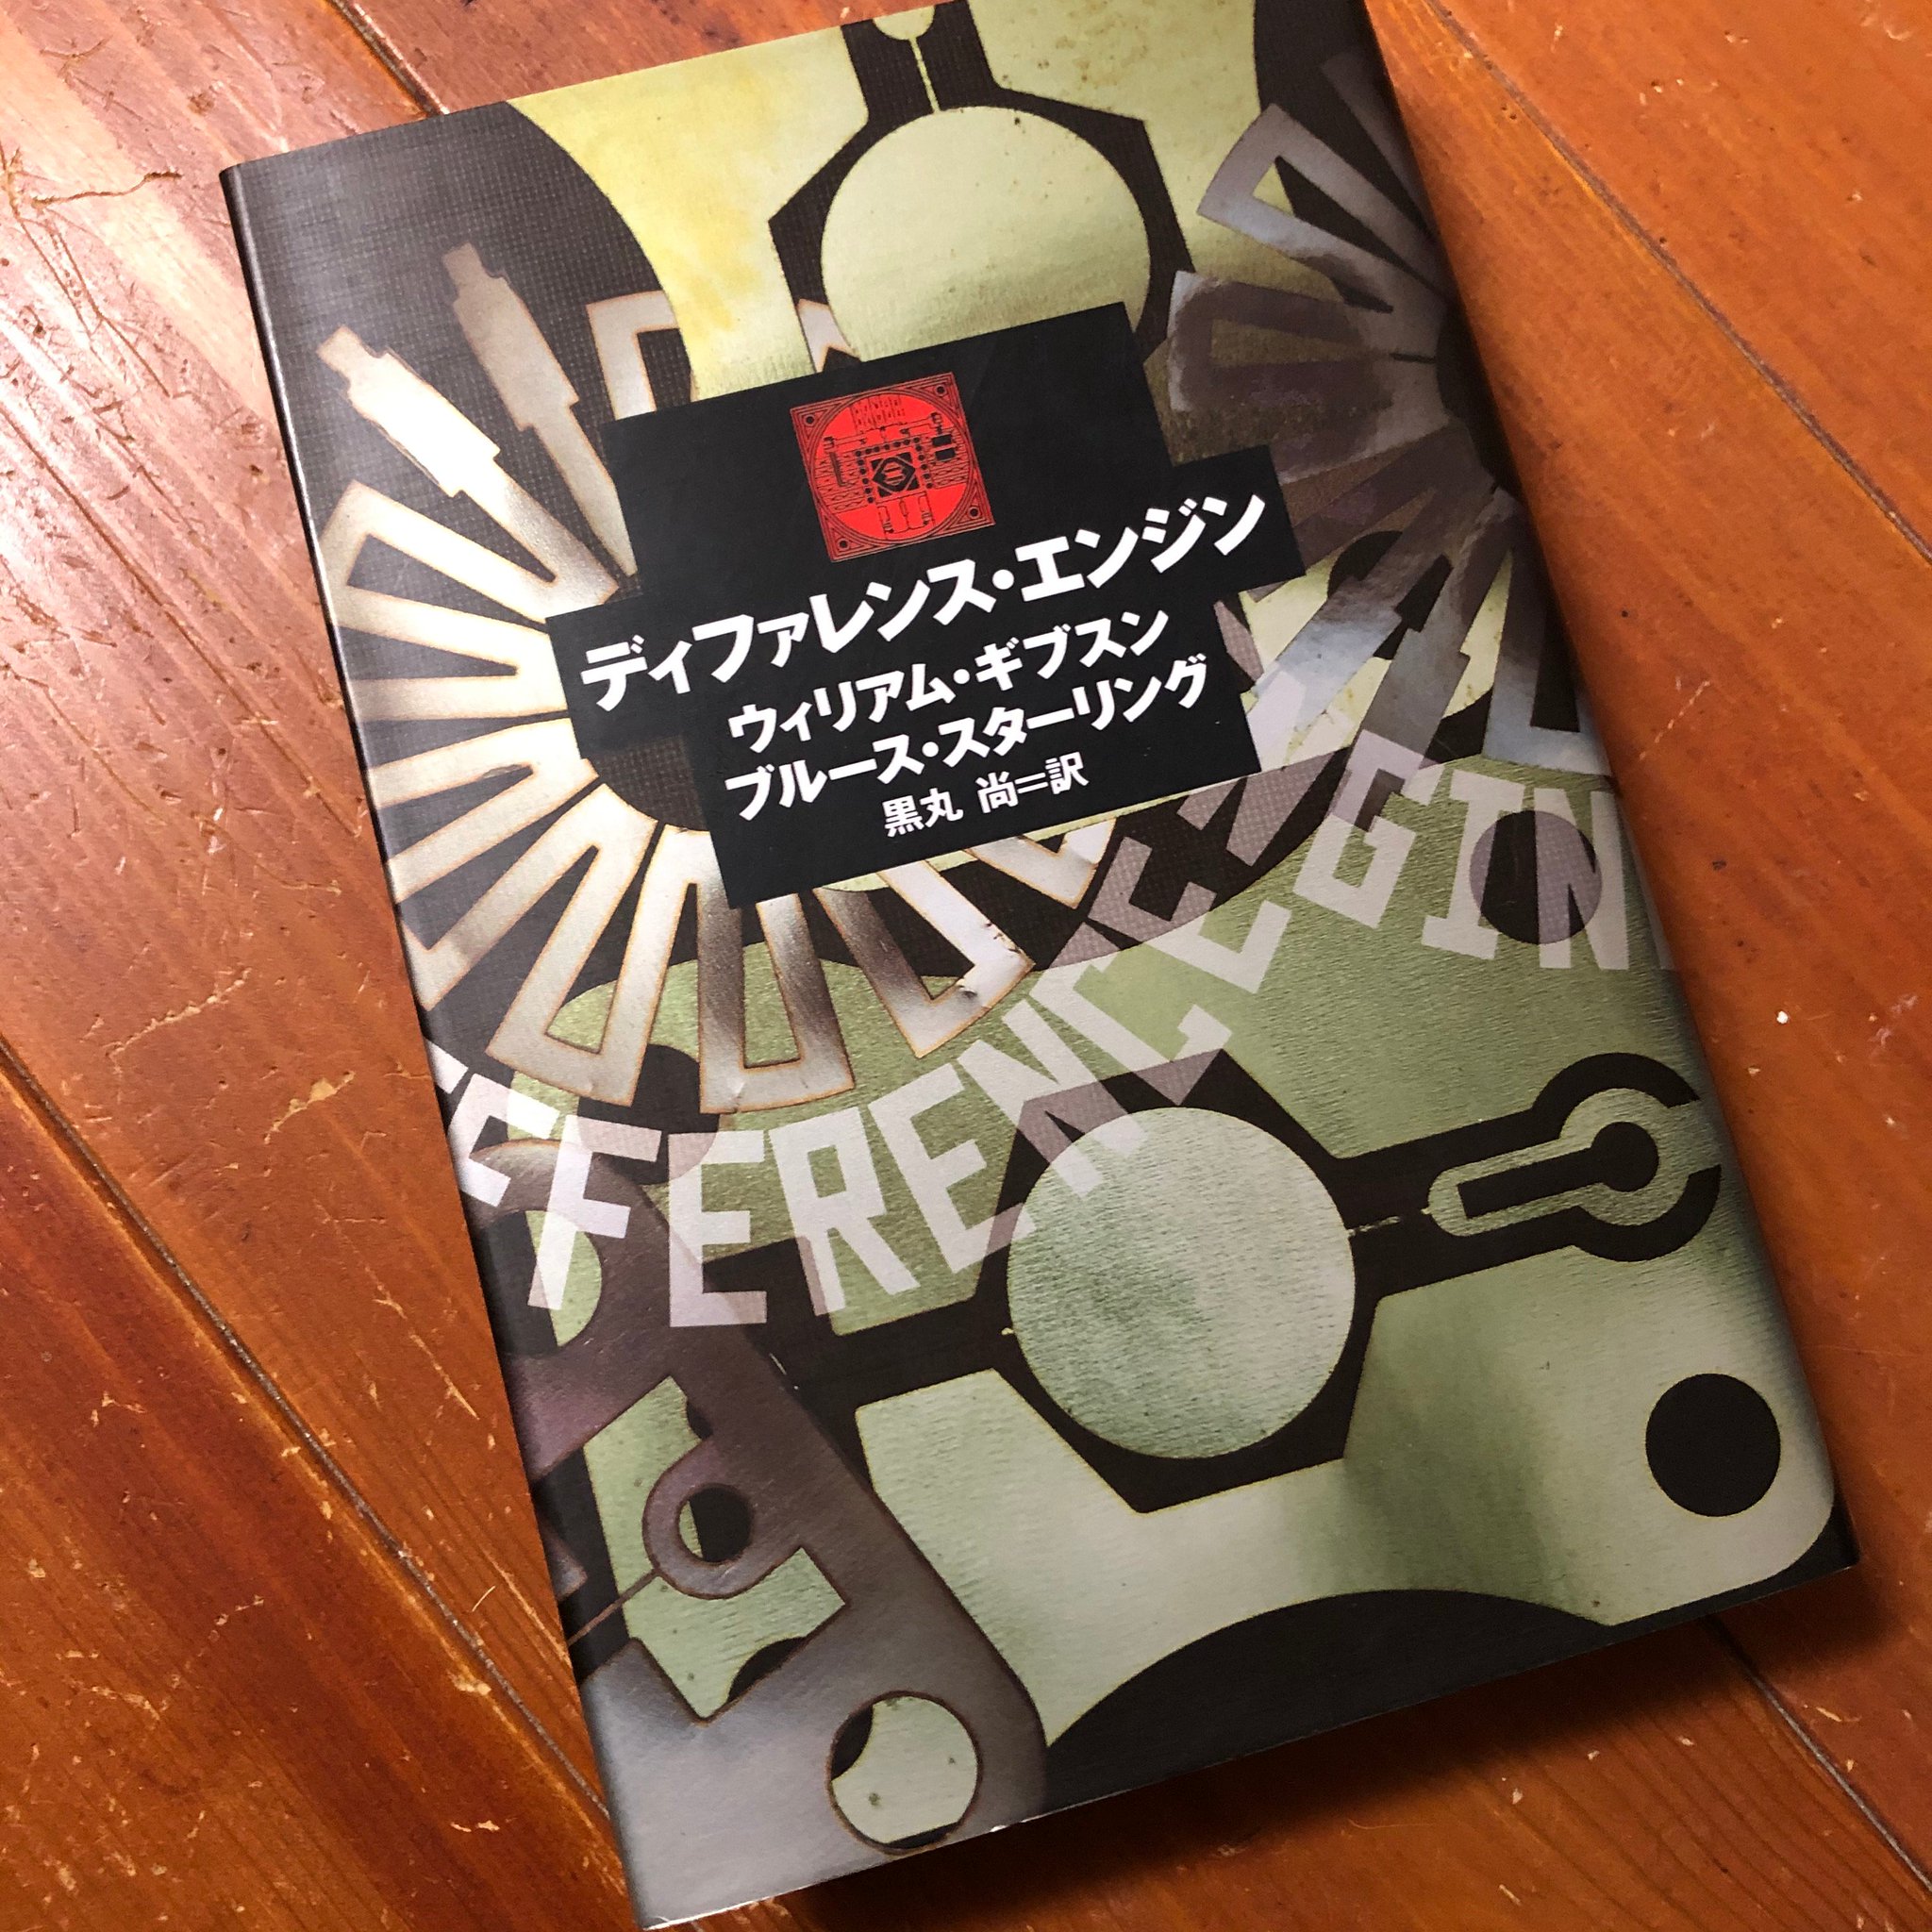 ディファレンス・エンジン
ウィリアム・ギブスン
ブルース・スターリング
黒丸 尚=訳
FFERENCE
GIN